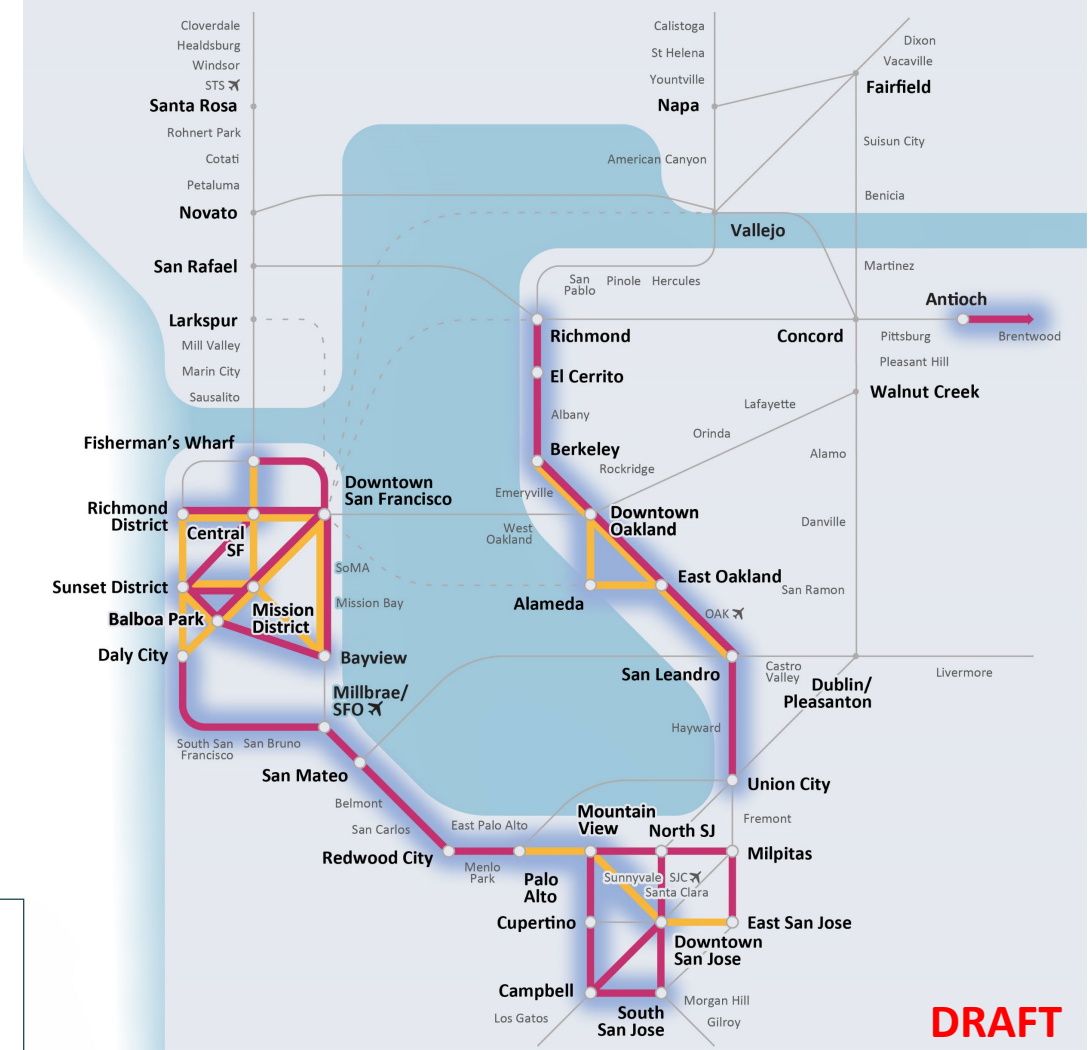 Cloverdale
Healdsburg
Windsor
STS
Santa Rosa
Rohnert Park
Cotati
Petaluma
Novato
San Rafael
Larkspur
Mill Valley
Marin City
Sausalito
Calistoga
St Helena
Yountville
Napa
American Canyon
Vallejo
Dixon
Vacaville
Fairfield
Suisun City
Benicia
Martinez
San
Pablo
Pinole
Hercules
Richmond
Concord
Antioch
Pittsburg
Brentwood
Pleasant Hill
El Cerrito
Walnut Creek
Albany
Lafayette
Orinda
Alamo
Berkeley
Rockridge
Emeryville
Fisherman's Wharf
Downtown
San Francisco
Richmond
District
Central
SF
West
Oakland
Downtown
Oakland
Danville
Sunset District
SoMA
East Oakland
San Ramon
Alameda
Mission Bay
Balboa Park
Mission
District
OAK
Daly City
Bayview
San Leandro
Castro
Valley
Dublin/
Pleasanton
Livermore
Millbrae/
SFO
Hayward
South San
Francisco
San Bruno
San Mateo
Union City
Belmont
San Carlos
East Palo Alto
Mountain
View
North SJ
Fremont
Redwood City
Menlo
Park
Palo
Alto
Sunnyvale
SJC
Santa Clara
Milpitas
Cupertino
East San Jose
Downtown
San Jose
Campbell
South
San Jose
Los Gatos
Morgan Hill
Gilroy
DRAFT